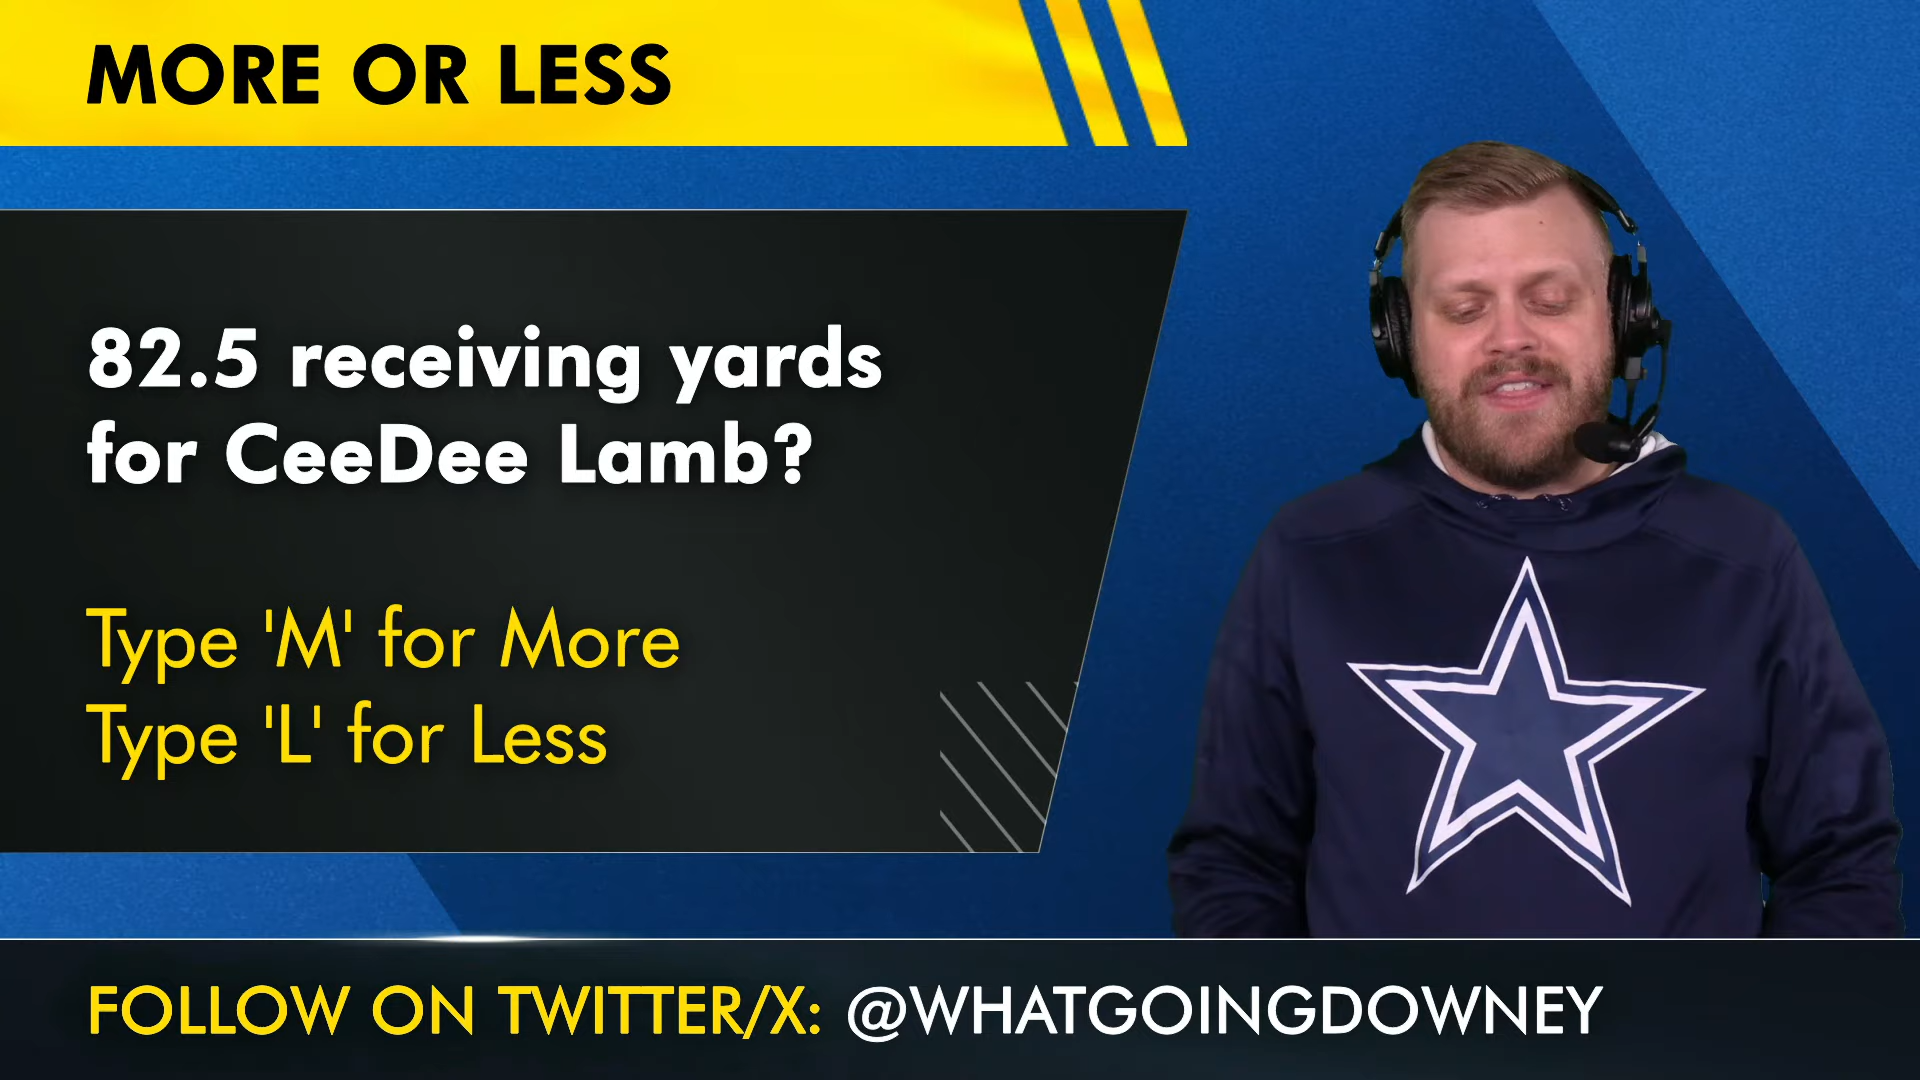 MORE OR LESS
82.5 receiving yards
for CeeDee Lamb?
Type 'M' for More
Type 'L' for Less
FOLLOW ON TWITTER/X: @WHATGOINGDOWNEY